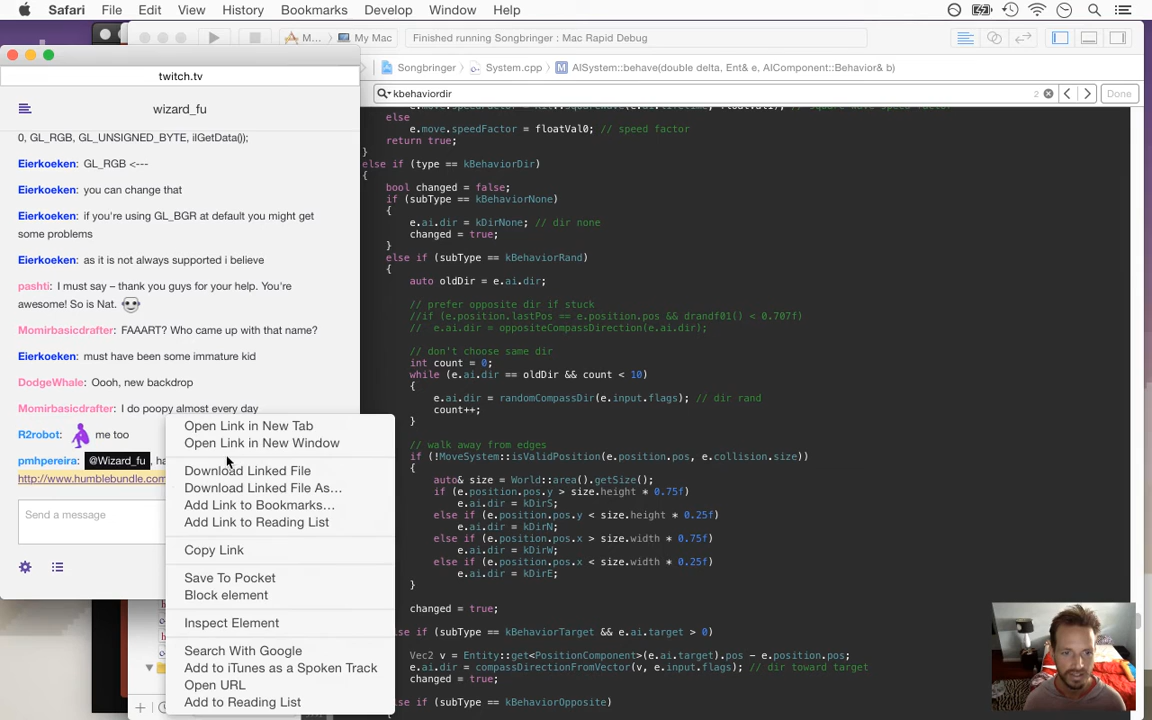 Safari File Edit View History Bookmarks Develop Window Help
M... My Mac Finished running Songbringer : Mac Rapid Debug
twitch.tv
Songbringer System.cpp M AISystem::behave(double delta, Ent& e, AIComponent::Behavior& b)
kbehaviordir 2 Done
wizard_fu
0, GL_RGB, GL_UNSIGNED_BYTE, ilGetData());
Eierkoeken: GL_RGB <---
Eierkoeken: you can change that
Eierkoeken: if you're using GL_BGR at default you might get
some problems
Eierkoeken: as it is not always supported i believe
pashti: I must say – thank you guys for your help. You're
awesome! So is Nat.
Momirbasicdrafter: FAAART? Who came up with that name?
Eierkoeken: must have been some immature kid
DodgeWhale: Oooh, new backdrop
Momirbasicdrafter: I do poopy almost every day
R2robot: me too
pmhpereira: @Wizard_fu , ha
http://www.humblebundle.com
Send a message
Open Link in New Tab
Open Link in New Window
Download Linked File
Download Linked File As...
Add Link to Bookmarks...
Add Link to Reading List
Copy Link
Save To Pocket
Block element
Inspect Element
Search With Google
Add to iTunes as a Spoken Track
Open URL
Add to Reading List
else
e.move.speedFactor = floatVal0; // speed factor
return true;
}
else if (type == kBehaviorDir)
{
bool changed = false;
if (subType == kBehaviorNone)
{
e.ai.dir = kDirNone; // dir none
changed = true;
}
else if (subType == kBehaviorRand)
{
auto oldDir = e.ai.dir;
// prefer opposite dir if stuck
//if (e.position.lastPos == e.position.pos && drandf01() < 0.707f)
// e.ai.dir = oppositeCompassDirection(e.ai.dir);
// don't choose same dir
int count = 0;
while (e.ai.dir == oldDir && count < 10)
{
e.ai.dir = randomCompassDir(e.input.flags); // dir rand
count++;
}
// walk away from edges
if (!MoveSystem::isValidPosition(e.position.pos, e.collision.size))
{
auto& size = World::area().getSize();
if (e.position.pos.y > size.height * 0.75f)
e.ai.dir = kDirS;
else if (e.position.pos.y < size.height * 0.25f)
e.ai.dir = kDirN;
else if (e.position.pos.x > size.width * 0.75f)
e.ai.dir = kDirW;
else if (e.position.pos.x < size.width * 0.25f)
e.ai.dir = kDirE;
}
changed = true;
else if (subType == kBehaviorTarget && e.ai.target > 0)
Vec2 v = Entity::get<PositionComponent>(e.ai.target).pos - e.position.pos;
e.ai.dir = compassDirectionFromVector(v, e.input.flags); // dir toward target
changed = true;
else if (subType == kBehaviorOpposite)